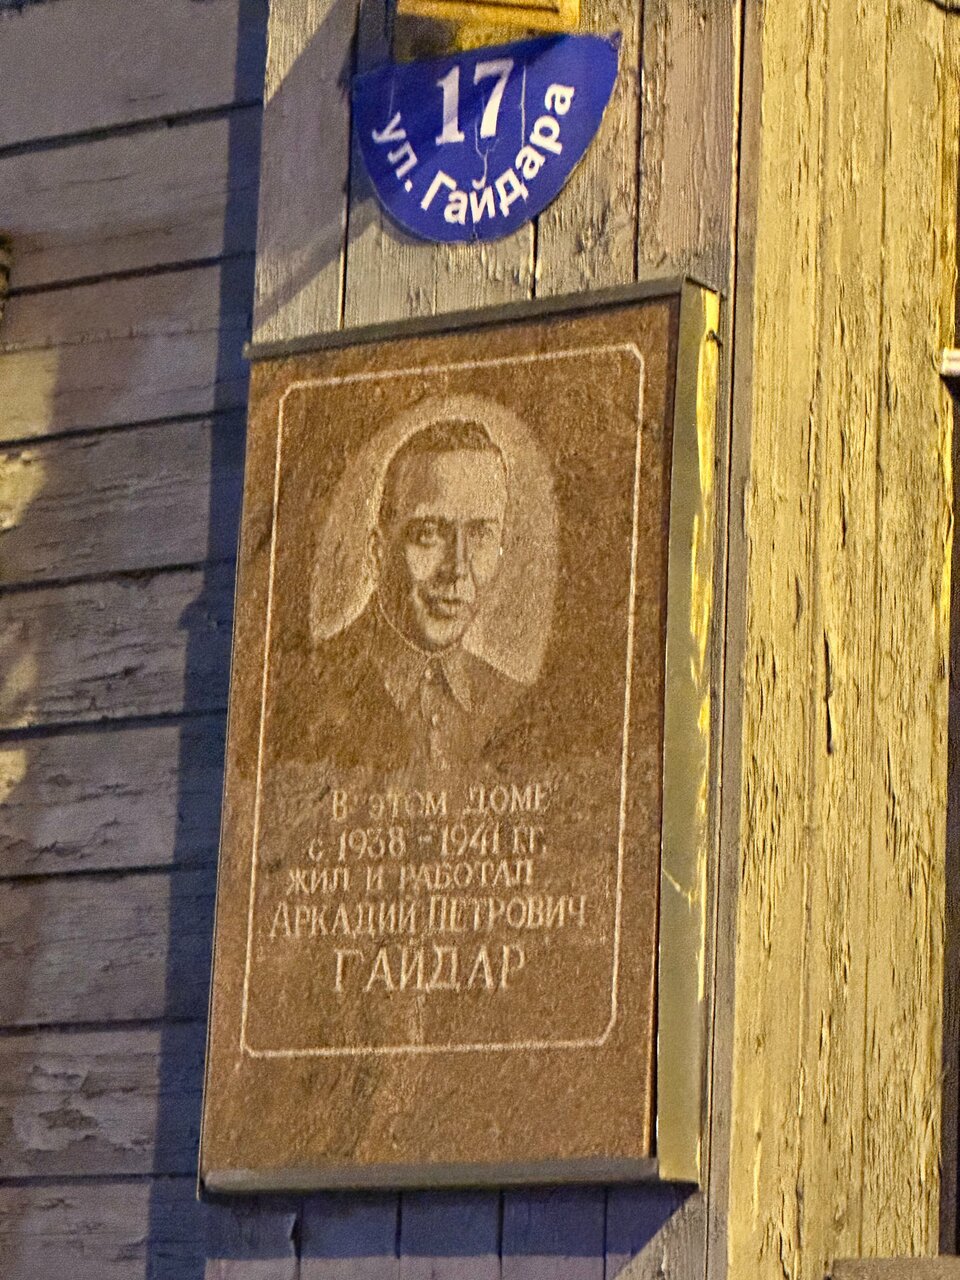 17
ул. Гайдара
В ЭТОМ ДОМЕ
с 1938 - 1941 ГГ.
ЖИЛ И РАБОТАЛ
АРКАДИЙ ПЕТРОВИЧ
ГАЙДАР